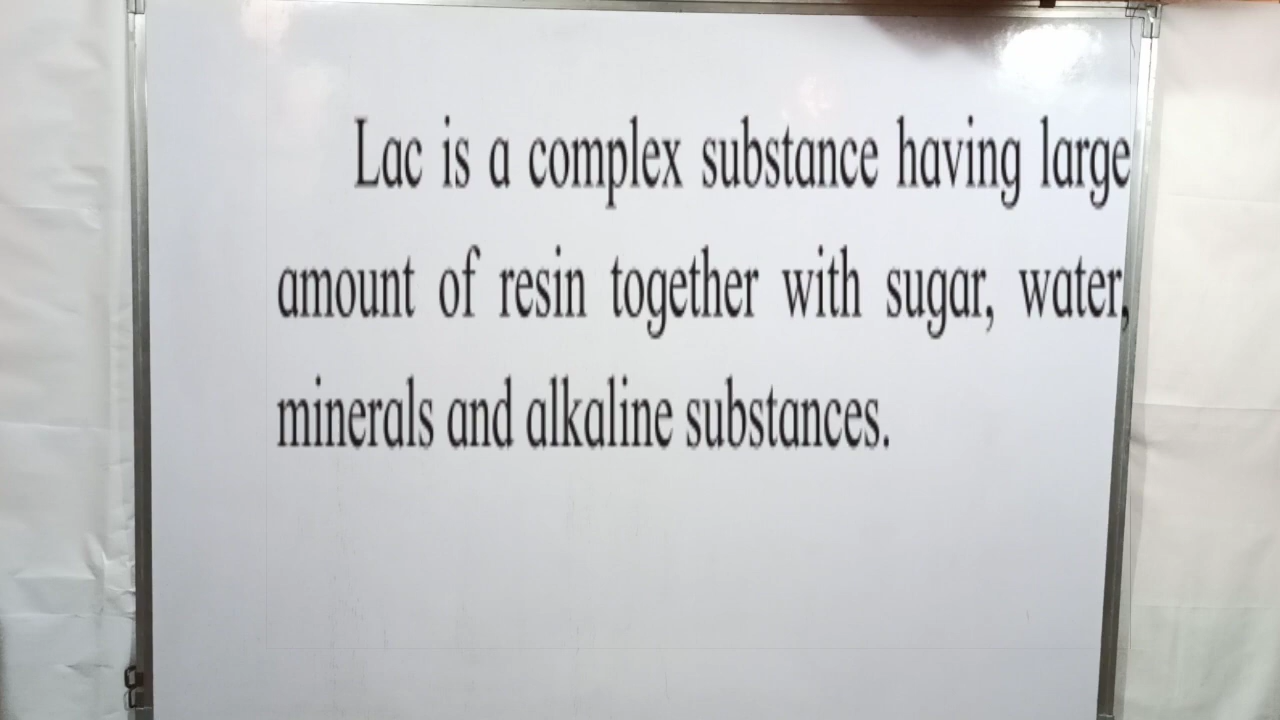 Lac is a complex substance having large
amount of resin together with sugar, water,
minerals and alkaline substances.